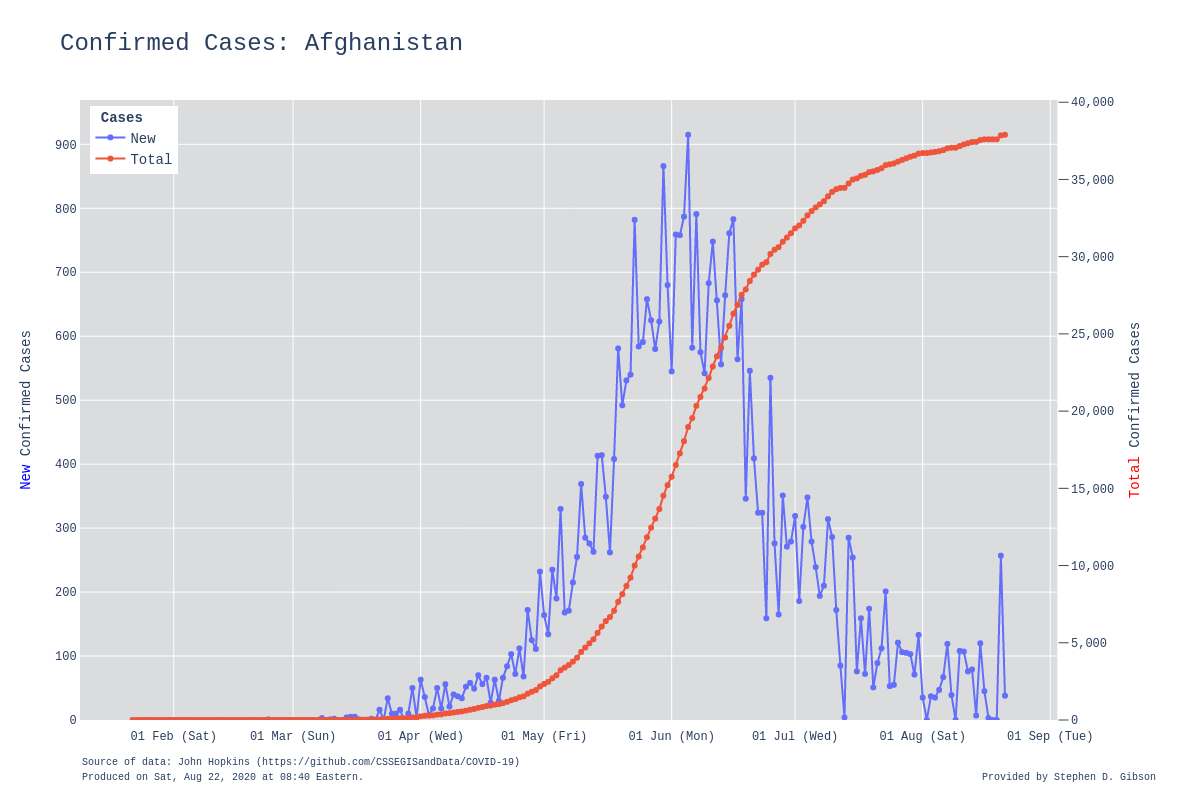 Confirmed Cases: Afghanistan
Cases
New
Total
900
800
700
600
500
400
300
200
100
0
New Confirmed Cases
40,000
35,000
30,000
25,000
20,000
15,000
10,000
5,000
0
Total Confirmed Cases
01 Feb (Sat) 01 Mar (Sun) 01 Apr (Wed) 01 May (Fri) 01 Jun (Mon) 01 Jul (Wed) 01 Aug (Sat) 01 Sep (Tue)
Source of data: John Hopkins (https://github.com/CSSEGISandData/COVID-19)
Produced on Sat, Aug 22, 2020 at 08:40 Eastern.
Provided by Stephen D. Gibson